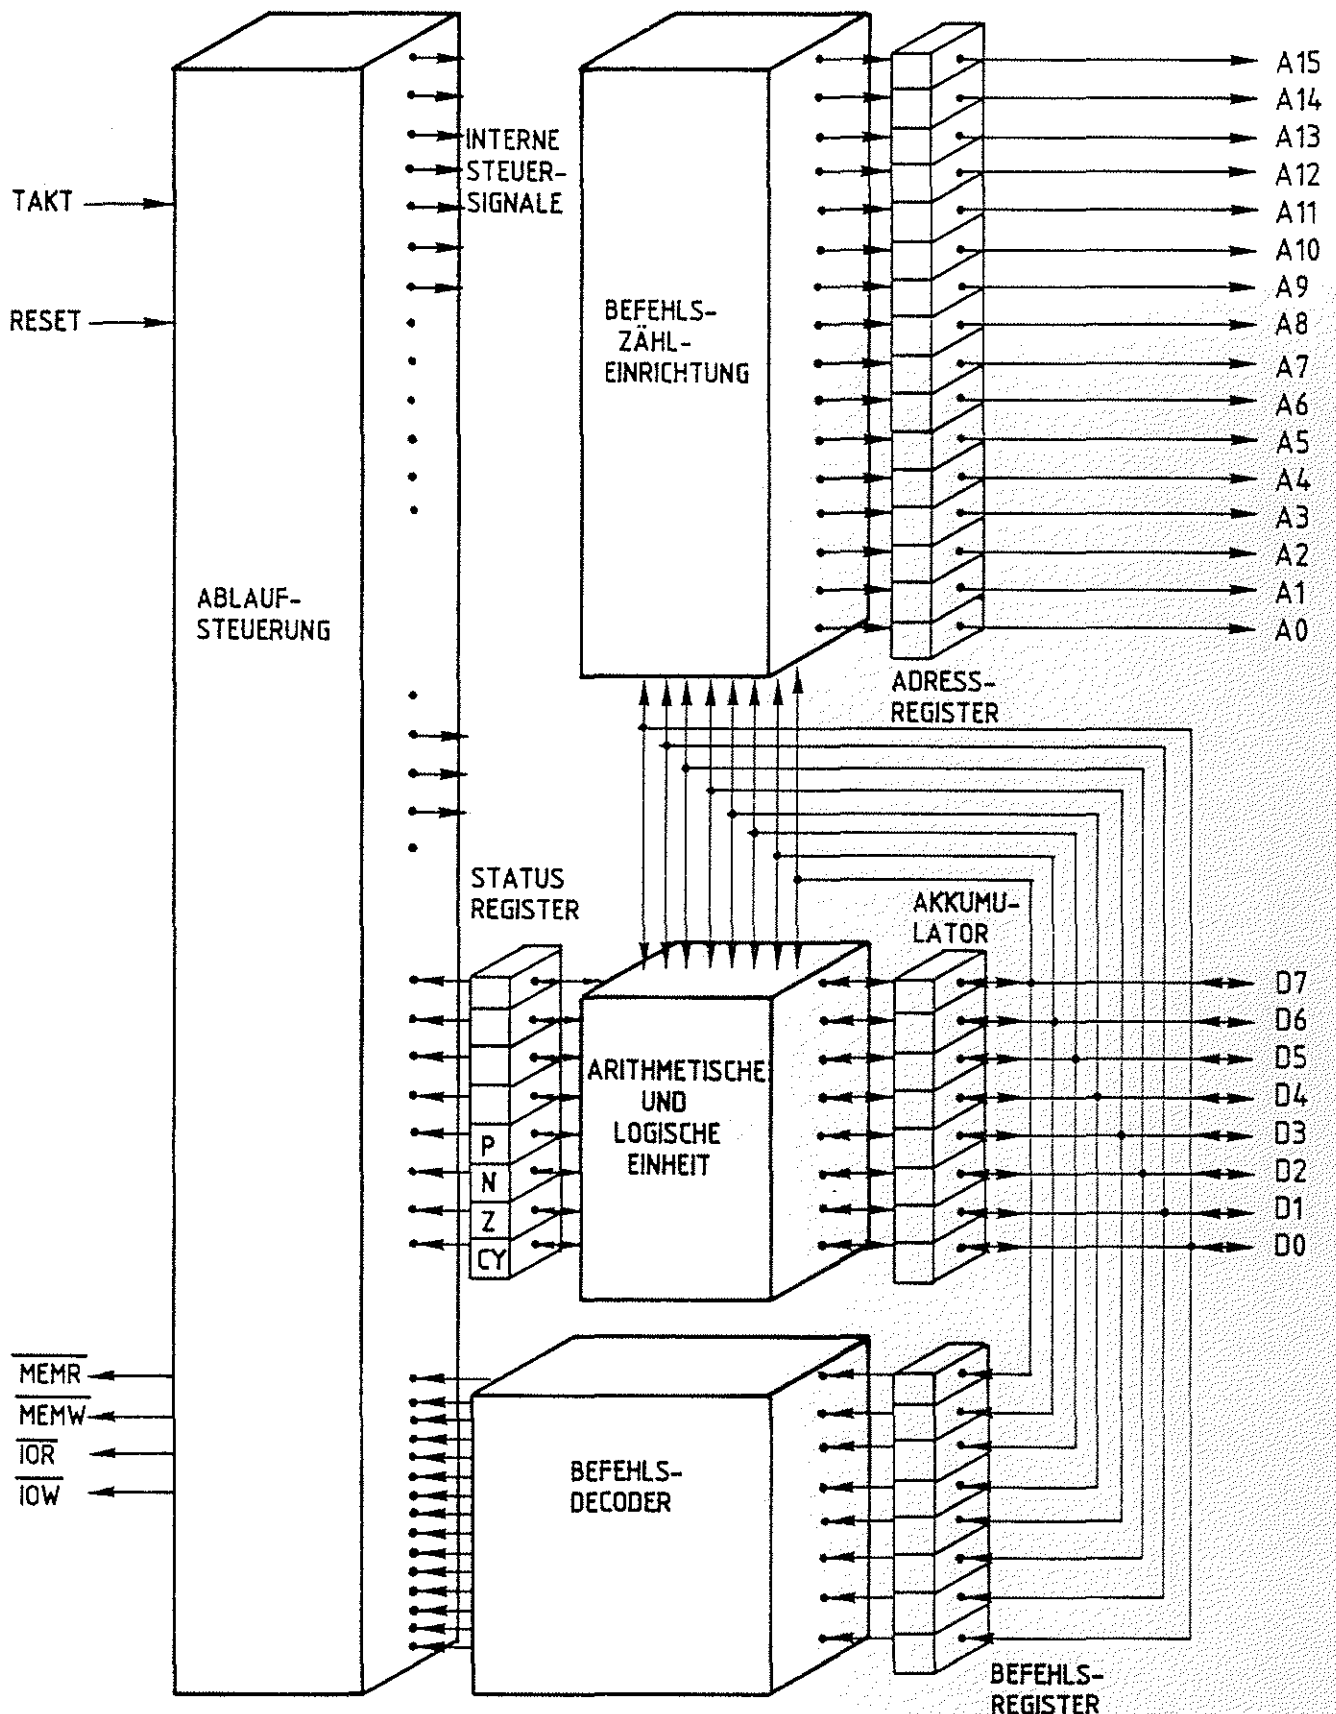 TAKT
RESET
ABLAUF-
STEUERUNG
MEMR
MEMW
IOR
IOW
INTERNE
STEUER-
SIGNALE
BEFEHLS-
ZÄHL-
EINRICHTUNG
A15
A14
A13
A12
A11
A10
A9
A8
A7
A6
A5
A4
A3
A2
A1
A0
ADRESS-
REGISTER
STATUS
REGISTER
P
N
Z
CY
ARITHMETISCHE
UND
LOGISCHE
EINHEIT
AKKUMU-
LATOR
D7
D6
D5
D4
D3
D2
D1
D0
BEFEHLS-
DECODER
BEFEHLS-
REGISTER